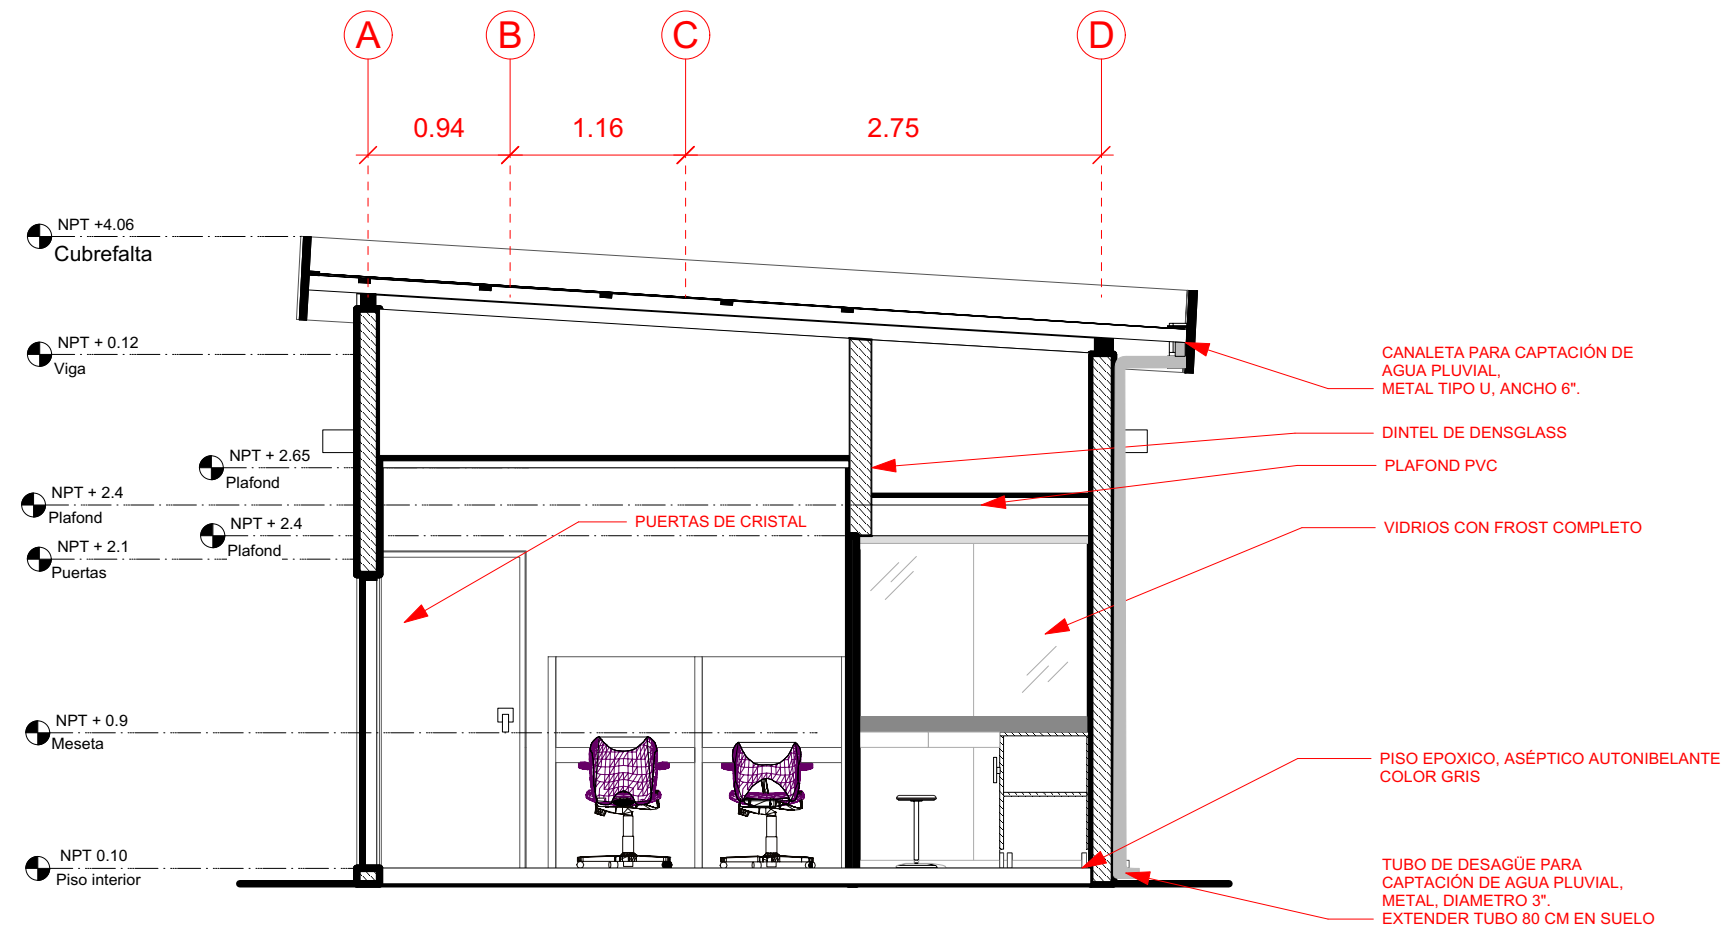 A B C D
0.94 1.16 2.75
NPT +4.06
Cubrefalta
NPT + 0.12
Viga
NPT + 2.65
Plafond
NPT + 2.4
Plafond
NPT + 2.4
Plafond
NPT + 2.1
Puertas
NPT + 0.9
Meseta
NPT 0.10
Piso interior
PUERTAS DE CRISTAL
CANALETA PARA CAPTACIÓN DE
AGUA PLUVIAL,
METAL TIPO U, ANCHO 6".
DINTEL DE DENSGLASS
PLAFOND PVC
VIDRIOS CON FROST COMPLETO
PISO EPOXICO, ASÉPTICO AUTONIBELANTE
COLOR GRIS
TUBO DE DESAGÜE PARA
CAPTACIÓN DE AGUA PLUVIAL,
METAL, DIAMETRO 3".
EXTENDER TUBO 80 CM EN SUELO